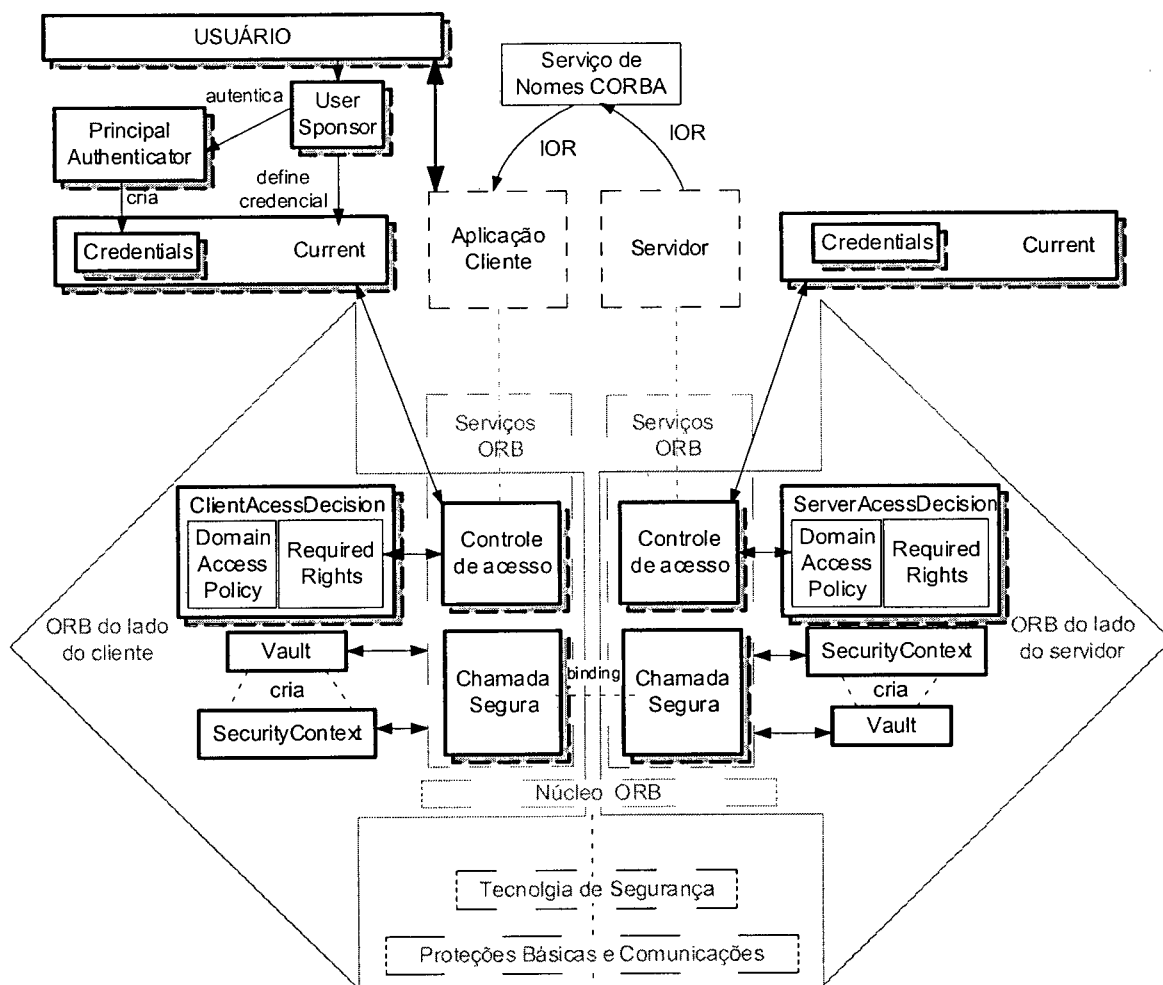 USUÁRIO
Serviço de
Nomes CORBA
autentica
User
Sponsor
Principal
Authenticator
IOR
IOR
cria
define
credencial
Credentials
Current
Aplicação
Cliente
Servidor
Credentials
Current
Serviços
ORB
Serviços
ORB
ClientAcessDecision
Domain
Access
Policy
Required
Rights
Controle
de acesso
Controle
de acesso
ServerAcessDecision
Domain
Access
Policy
Required
Rights
ORB do lado
do cliente
Vault
cria
SecurityContext
Chamada
Segura
binding
Chamada
Segura
SecurityContext
cria
Vault
ORB do lado
do servidor
Núcleo ORB
Tecnolgia de Segurança
Proteções Básicas e Comunicações